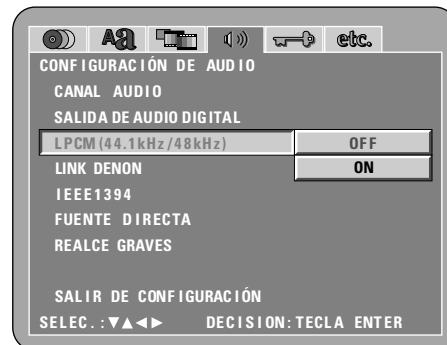 Aa etc.
CONFIGURACIÓN DE AUDIO
CANAL AUDIO
SALIDA DE AUDIO DIGITAL
LPCM (44.1kHz/48kHz) OFF
LINK DENON ON
IEEE1394
FUENTE DIRECTA
REALCE GRAVES
SALIR DE CONFIGURACIÓN
SELEC.:▼▲◄► DECISION:TECLA ENTER